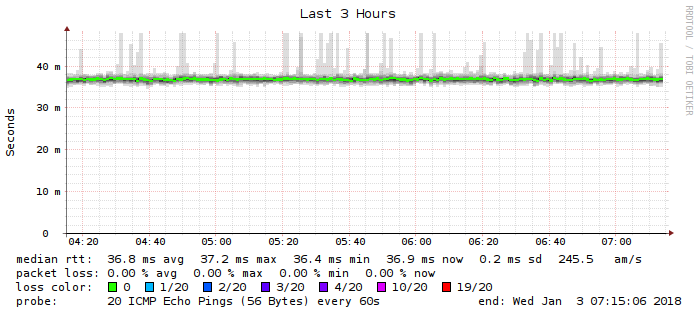 Last 3 Hours
RRDTOOL / TOBI OETIKER
Seconds
40 m
30 m
20 m
10 m
0
04:20 04:40 05:00 05:20 05:40 06:00 06:20 06:40 07:00
median rtt: 36.8 ms avg 37.2 ms max 36.4 ms min 36.9 ms now 0.2 ms sd 245.5 am/s
packet loss: 0.00 % avg 0.00 % max 0.00 % min 0.00 % now
loss color: 0 1/20 2/20 3/20 4/20 10/20 19/20
probe: 20 ICMP Echo Pings (56 Bytes) every 60s end: Wed Jan 3 07:15:06 2018